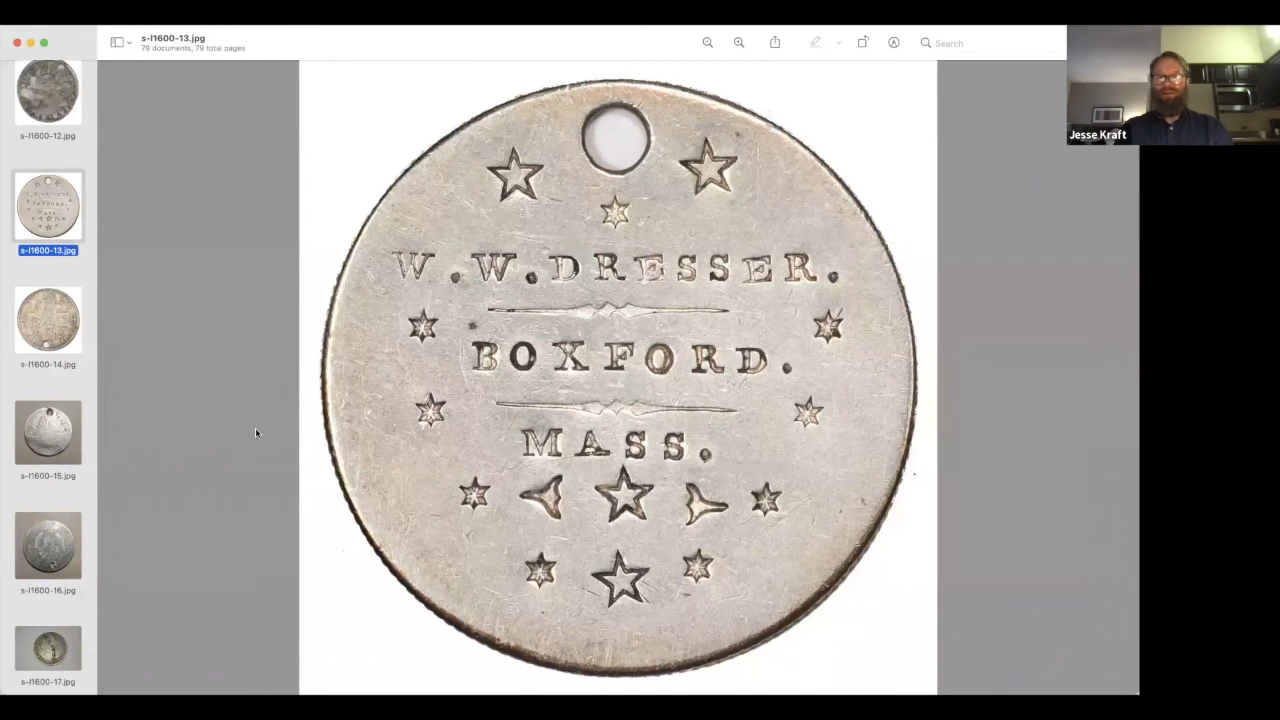 s-l1600-13.jpg
79 documents, 79 total pages
Search
Jesse Kraft
s-l1600-12.jpg
s-l1600-13.jpg
s-l1600-14.jpg
s-l1600-15.jpg
s-l1600-16.jpg
s-l1600-17.jpg
W.W.DRESSER.
BOXFORD.
MASS.